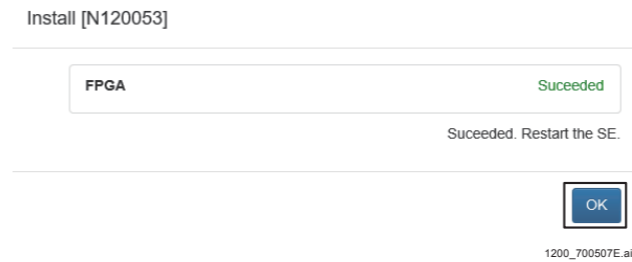 Install [N120053]
FPGA Suceeded
Suceeded. Restart the SE.
OK
1200_700507E.ai